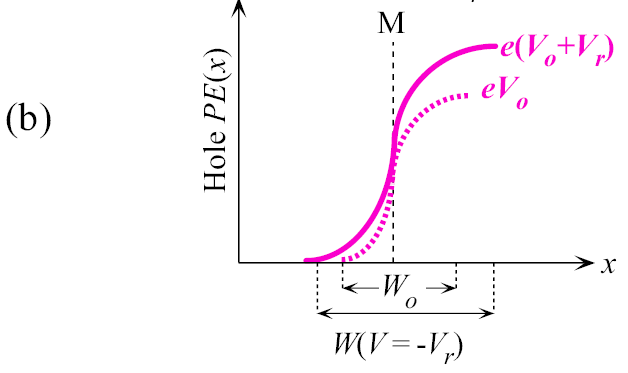 M
e(Vo+Vr)
eVo
Hole PE(x)
(b)
x
Wo
W(V = -Vr)